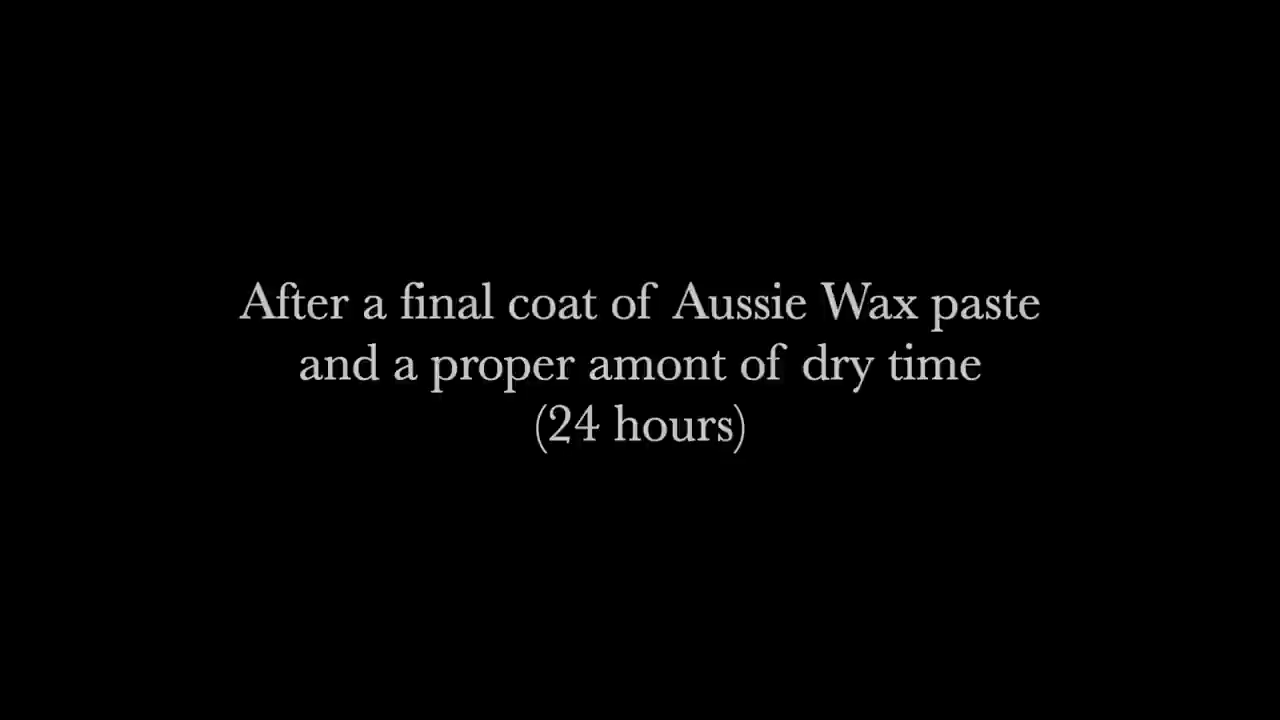 After a final coat of Aussie Wax paste
and a proper amont of dry time
(24 hours)